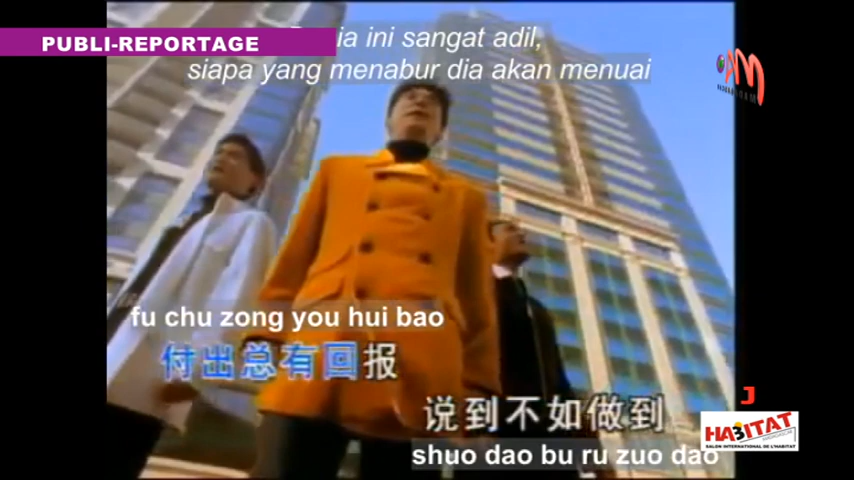 PUBLI-REPORTAGE
ini sangat adil,
siapa yang menabur dia akan menuai
fu chu zong you hui bao
付出总有回报
说到不如做到
shuo dao bu ru zuo dao
J
HABITAT
SALON INTERNATIONAL DE L'HABITAT